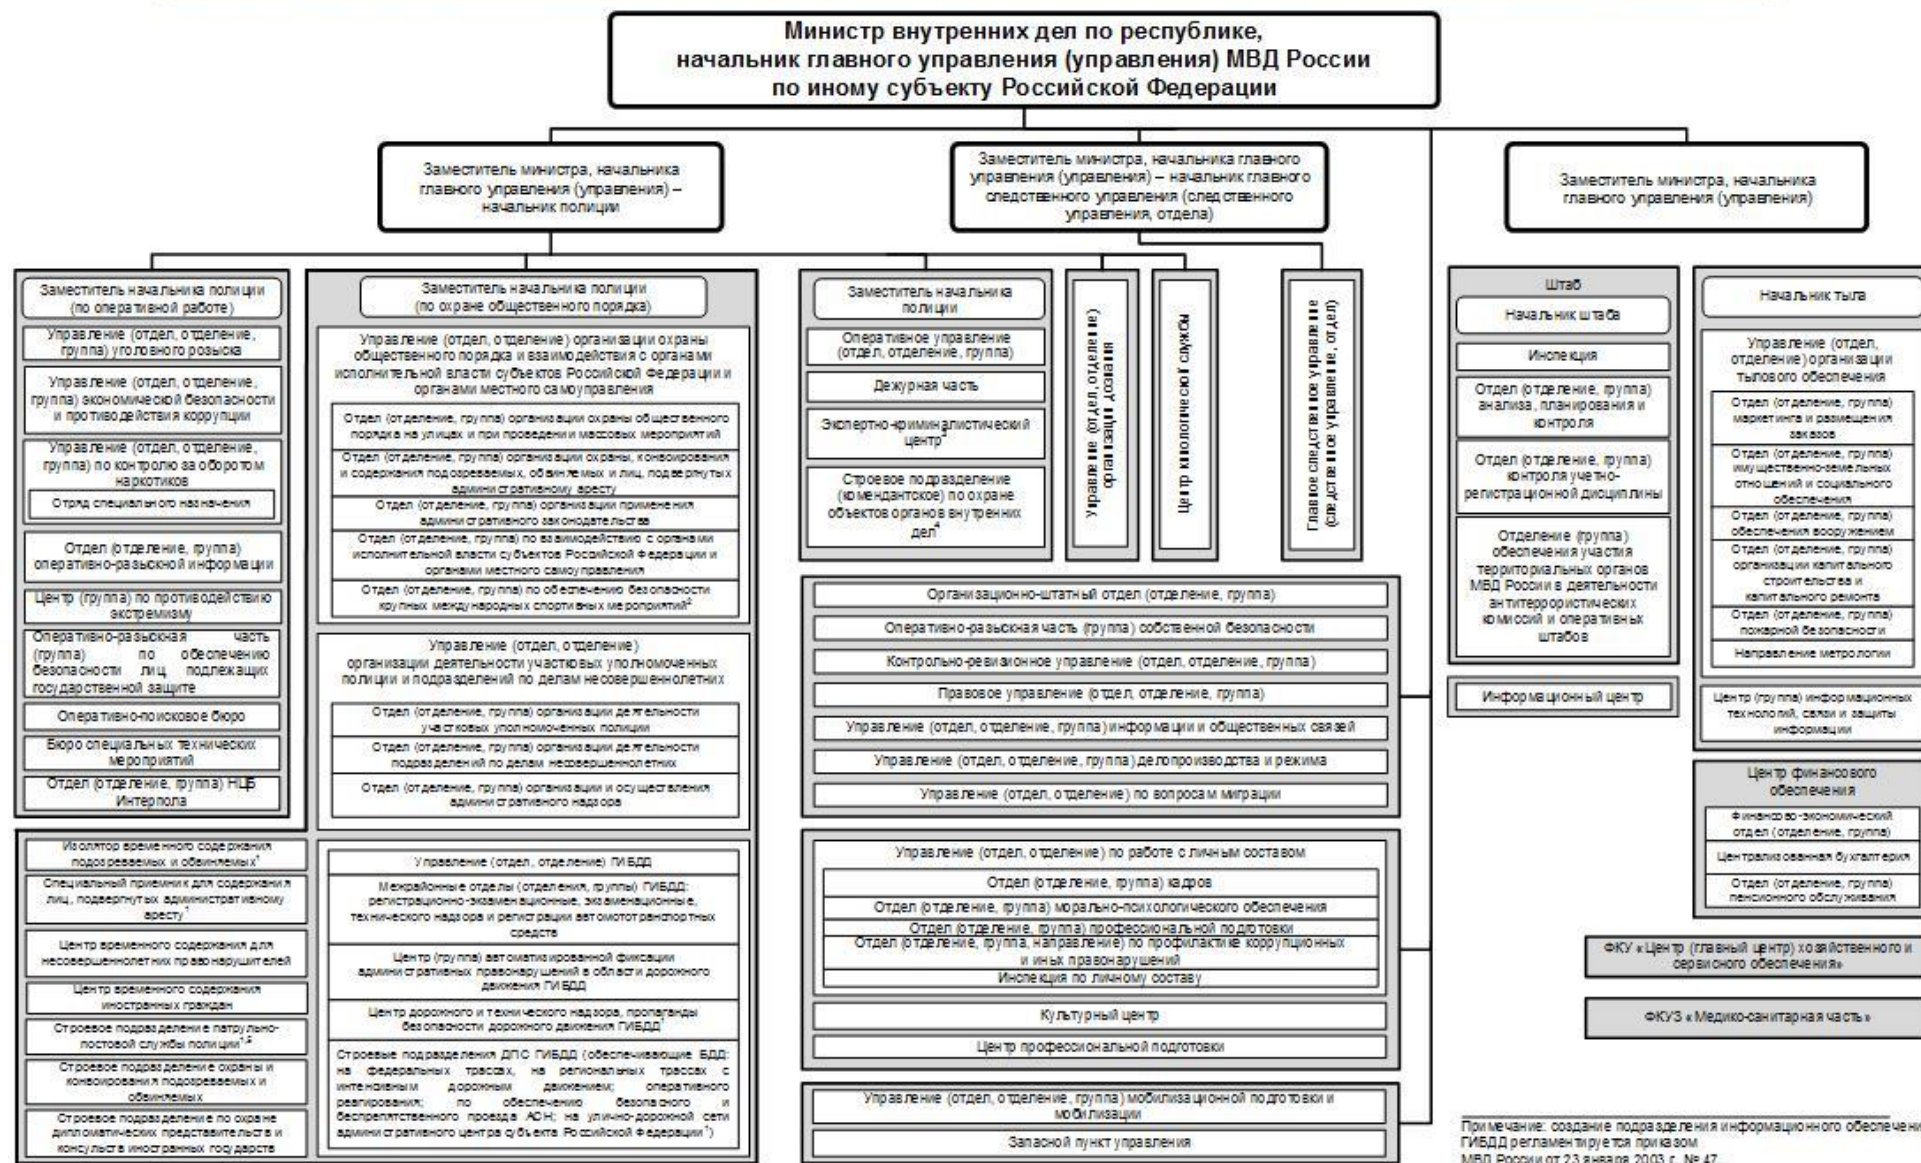 Министр внутренних дел по республике,
начальник главного управления (управления) МВД России
по иному субъекту Российской Федерации
Заместитель министра, начальника
главного управления (управления) –
начальник полиции
Заместитель министра, начальника главного
управления (управления) – начальник главного
следственного управления (следственного
управления, отдела)
Заместитель министра, начальника
главного управления (управления)
Заместитель начальника полиции
(по оперативной работе)
Управление (отдел, отделение,
группа) уголовного розыска
Управление (отдел, отделение,
группа) экономической безопасности
и противодействия коррупции
Управление (отдел, отделение,
группа) по контролю за оборотом
наркотиков
Отряд специального назначения
Отдел (отделение, группа)
оперативно-разыскной информации
Центр (группа) по противодействию
экстремизму
Оперативно-разыскная часть
(группа) по обеспечению
безопасности лиц подлежащих
государственной защите
Оперативно-поисковое бюро
Бюро специальных технических
мероприятий
Отдел (отделение, группа) НЦБ
Интерпола
Изолятор временного содержания
подозреваемых и обвиняемых¹
Специальный приемник для содержания
лиц, подвергнутых административному
аресту¹
Центр временного содержания для
несовершеннолетних правонарушителей
Центр временного содержания
иностранных граждан
Строевое подразделение патрульно-
постовой службы полиции
Строевое подразделение охраны и
конвоирования подозреваемых и
обвиняемых
Строевое подразделение по охране
дипломатических представительств и
консульств иностранных государств
Заместитель начальника полиции
(по охране общественного порядка)
Управление (отдел, отделение) организации охраны
общественного порядка и взаимодействия с органами
исполнительной власти субъектов Российской Федерации и
органами местного самоуправления
Отдел (отделение, группа) организации охраны общественного
порядка на улицах и при проведении массовых мероприятий
Отдел (отделение, группа) организации охраны, конвоирования
и содержания подозреваемых, обвиняемых и лиц, подвергнутых
административному аресту
Отдел (отделение, группа) организации применения
административного законодательства
Отдел (отделение, группа) по взаимодействию с органами
исполнительной власти субъектов Российской Федерации и
органами местного самоуправления
Отдел (отделение, группа) по обеспечению безопасности
крупных международных спортивных мероприятий²
Управление (отдел, отделение)
организации деятельности участковых уполномоченных
полиции и подразделений по делам несовершеннолетних
Отдел (отделение, группа) организации деятельности
участковых уполномоченных полиции
Отдел (отделение, группа) организации деятельности
подразделений по делам несовершеннолетних
Отдел (отделение, группа) организации и осуществления
административного надзора
Управление (отдел, отделение) ГИБДД
Межрайонные отделы (отделения, группы) ГИБДД:
регистрационно-экзаменационные, экзаменационные,
технического надзора и регистрации автомототранспортных
средств
Центр (группа) автоматизированной фиксации
административных правонарушений в области дорожного
движения ГИБДД
Центр дорожного и технического надзора, пропаганды
безопасности дорожного движения ГИБДД¹
Строевые подразделения ДПС ГИБДД (обеспечивающие БДД:
на федеральных трассах, на региональных трассах с
интенсивным дорожным движением; оперативного
реагирования; по обеспечению безопасного и
беспрепятственного проезда АСН; на улично-дорожной сети
административного центра субъекта Российской Федерации¹)
Заместитель начальника
полиции
Оперативное управление
(отдел, отделение, группа)
Дежурная часть
Экспертно-криминалистический
центр³
Строевое подразделение
(комендантское) по охране
объектов органов внутренних
дел⁴
Управление (отдел, отделение)
организации дознания
Центр кинологической службы
Главное следственное управление
(следственное управление, отдел)
Организационно-штатный отдел (отделение, группа)
Оперативно-разыскная часть (группа) собственной безопасности
Контрольно-ревизионное управление (отдел, отделение, группа)
Правовое управление (отдел, отделение, группа)
Управление (отдел, отделение, группа) информации и общественных связей
Управление (отдел, отделение, группа) делопроизводства и режима
Управление (отдел, отделение) по вопросам миграции
Управление (отдел, отделение) по работе с личным составом
Отдел (отделение, группа) кадров
Отдел (отделение, группа) морально-психологического обеспечения
Отдел (отделение, группа) профессиональной подготовки
Отдел (отделение, группа, направление) по профилактике коррупционных
и иных правонарушений
Инспекция по личному составу
Культурный центр
Центр профессиональной подготовки
Управление (отдел, отделение, группа) мобилизационной подготовки и
мобилизации
Запасной пункт управления
Штаб
Начальник штаба
Инспекция
Отдел (отделение, группа)
анализа, планирования и
контроля
Отдел (отделение, группа)
контроля учетно-
регистрационной дисциплины
Отделение (группа)
обеспечения участия
территориальных органов
МВД России в деятельности
антитеррористических
комиссий и оперативных
штабов
Информационный центр
Начальник тыла
Управление (отдел,
отделение) организации
тылового обеспечения
Отдел (отделение, группа)
маркетинга и размещения
заказов
Отдел (отделение, группа)
имущественно-земельных
отношений и социального
обеспечения
Отдел (отделение, группа)
обеспечения вооружением
Отдел (отделение, группа)
организации капитального
строительства и
капитального ремонта
Отдел (отделение, группа)
пожарной безопасности
Направление метрологии
Центр (группа) информационных
технологий, связи и защиты
информации
Центр финансового
обеспечения
Финансово-экономический
отдел (отделение, группа)
Централизованная бухгалтерия
Отдел (отделение, группа)
пенсионного обслуживания
ФКУ «Центр (главный центр) хозяйственного и
сервисного обеспечения»
ФКУЗ «Медико-санитарная часть»
Примечание: создание подразделения информационного обеспечени
ГИБДД регламентируется приказом
МВД России от 23 января 2003 г. № 47